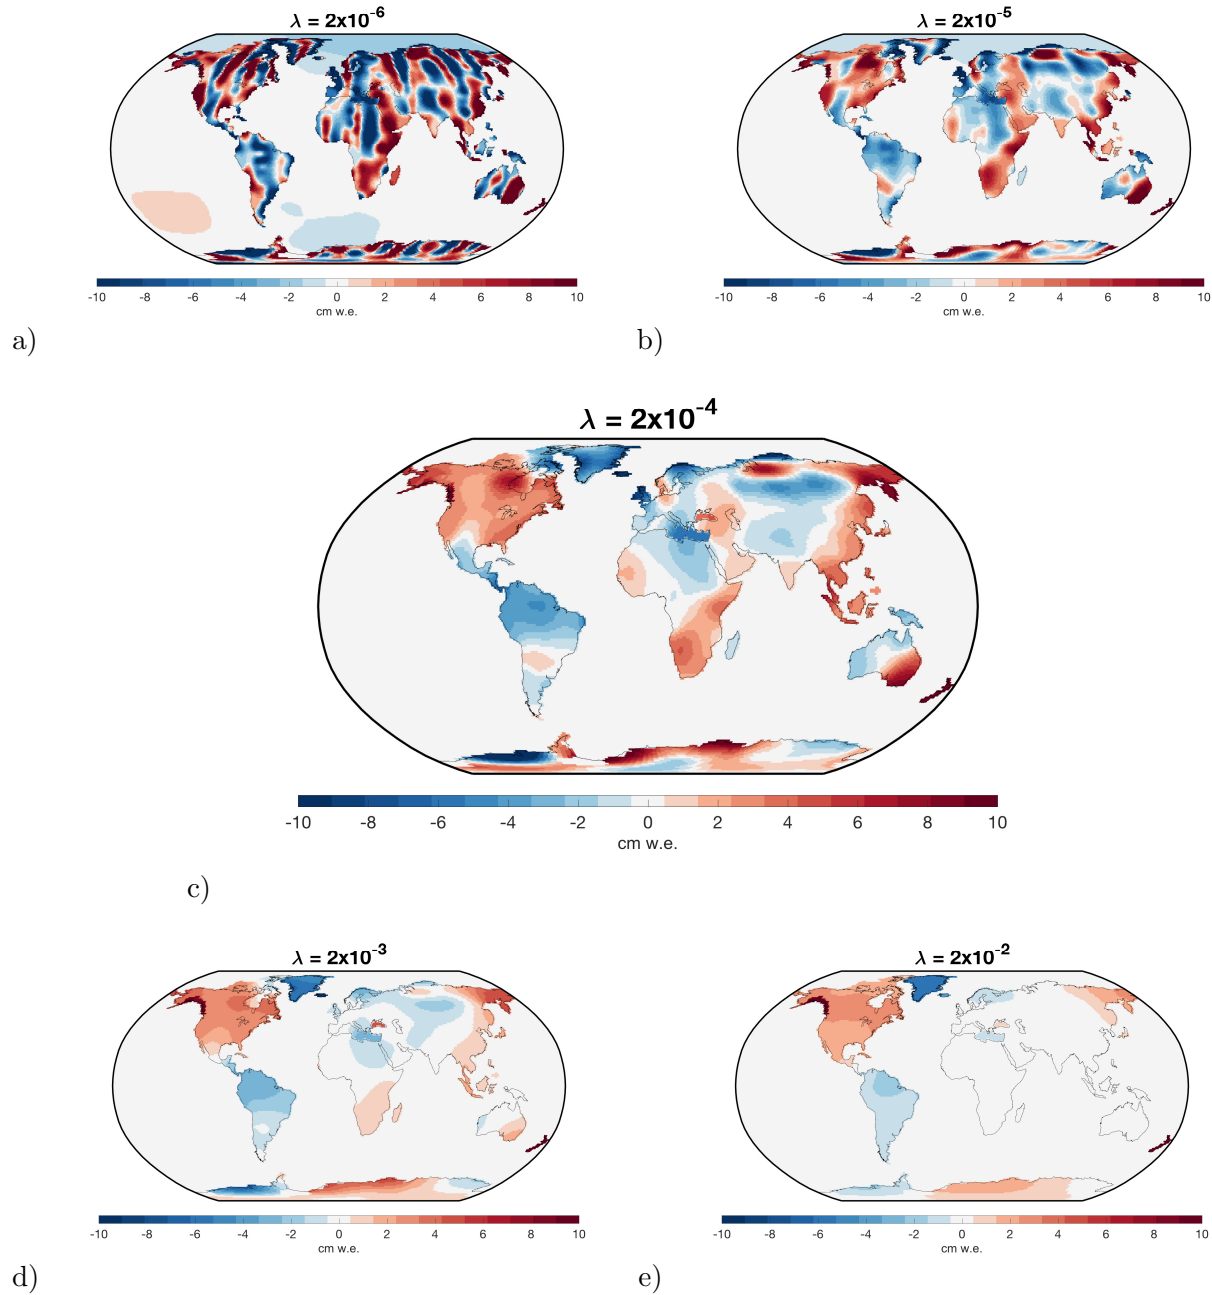 λ = 2x10⁻⁶
-10 -8 -6 -4 -2 0 2 4 6 8 10
cm w.e.
a)
λ = 2x10⁻⁵
-10 -8 -6 -4 -2 0 2 4 6 8 10
cm w.e.
b)
λ = 2x10⁻⁴
-10 -8 -6 -4 -2 0 2 4 6 8 10
cm w.e.
c)
λ = 2x10⁻³
-10 -8 -6 -4 -2 0 2 4 6 8 10
cm w.e.
d)
λ = 2x10⁻²
-10 -8 -6 -4 -2 0 2 4 6 8 10
cm w.e.
e)